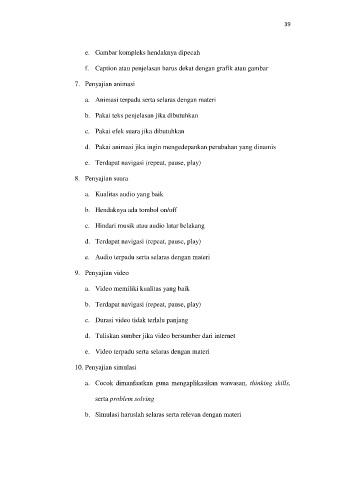 39
e. Gambar kompleks hendaknya dipecah
f. Caption atau penjelasan harus dekat dengan grafik atau gambar
7. Penyajian animasi
a. Animasi terpadu serta selaras dengan materi
b. Pakai teks penjelasan jika dibutuhkan
c. Pakai efek suara jika dibutuhkan
d. Pakai animasi jika ingin mengedepankan perubahan yang dinamis
e. Terdapat navigasi (repeat, pause, play)
8. Penyajian suara
a. Kualitas audio yang baik
b. Hendaknya ada tombol on/off
c. Hindari musik atau audio latar belakang
d. Terdapat navigasi (repeat, pause, play)
e. Audio terpadu serta selaras dengan materi
9. Penyajian video
a. Video memiliki kualitas yang baik
b. Terdapat navigasi (repeat, pause, play)
c. Durasi video tidak terlalu panjang
d. Tuliskan sumber jika video bersumber dari internet
e. Video terpadu serta selaras dengan materi
10. Penyajian simulasi
a. Cocok dimanfaatkan guna mengaplikasikan wawasan, thinking skills,
serta problem solving
b. Simulasi haruslah selaras serta relevan dengan materi